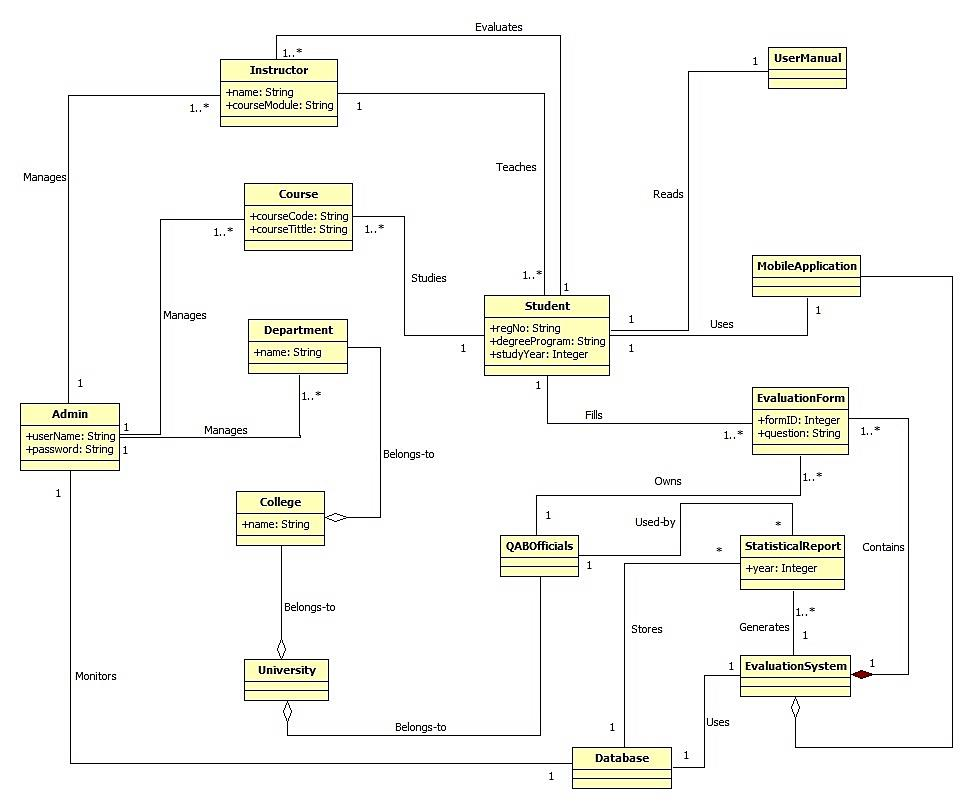 Evaluates
1..*
Instructor
+name: String
+courseModule: String
1..*
1
UserManual
1
Manages
Teaches
Reads
Course
+courseCode: String
+courseTittle: String
1..*
1..*
Studies
MobileApplication
1
Uses
1..*
1
Student
+regNo: String
+degreeProgram: String
+studyYear: Integer
1
1
1
1
Manages
Department
+name: String
1..*
Manages
1
Admin
+userName: String
+password: String
1
1
1
Fills
EvaluationForm
+formID: Integer
+question: String
1..*
1..*
1..*
Belongs-to
Owns
College
+name: String
1
Used-by
*
QABOfficials
1
*
StatisticalReport
+year: Integer
Contains
Belongs-to
Stores
1..*
Generates
1
University
1
EvaluationSystem
1
Monitors
Belongs-to
Uses
1
Database
1
1